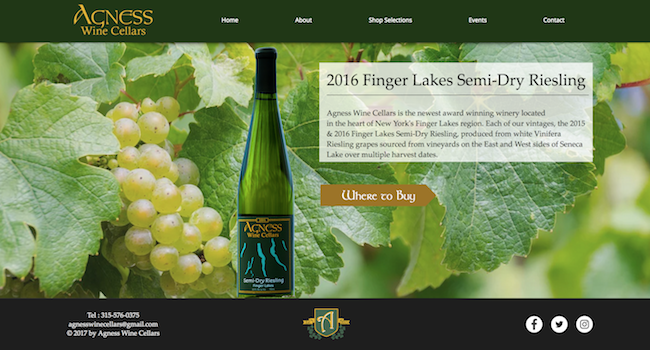 AGNESS
Wine Cellars
Home
About
Shop Selections
Events
Contact
2016 Finger Lakes Semi-Dry Riesling
Agness Wine Cellars is the newest award winning winery located
in the heart of New York's Finger Lakes region. Each of our vintages, the 2015
& 2016 Finger Lakes Semi-Dry Riesling, produced from white Vinifera
Riesling grapes sourced from vineyards on the East and West sides of Seneca
Lake over multiple harvest dates.
Where to Buy
AGNESS
Wine Cellars
Semi-Dry Riesling
Finger Lakes
Tel : 315-576-0375
agnesswinecellars@gmail.com
© 2017 by Agness Wine Cellars
A